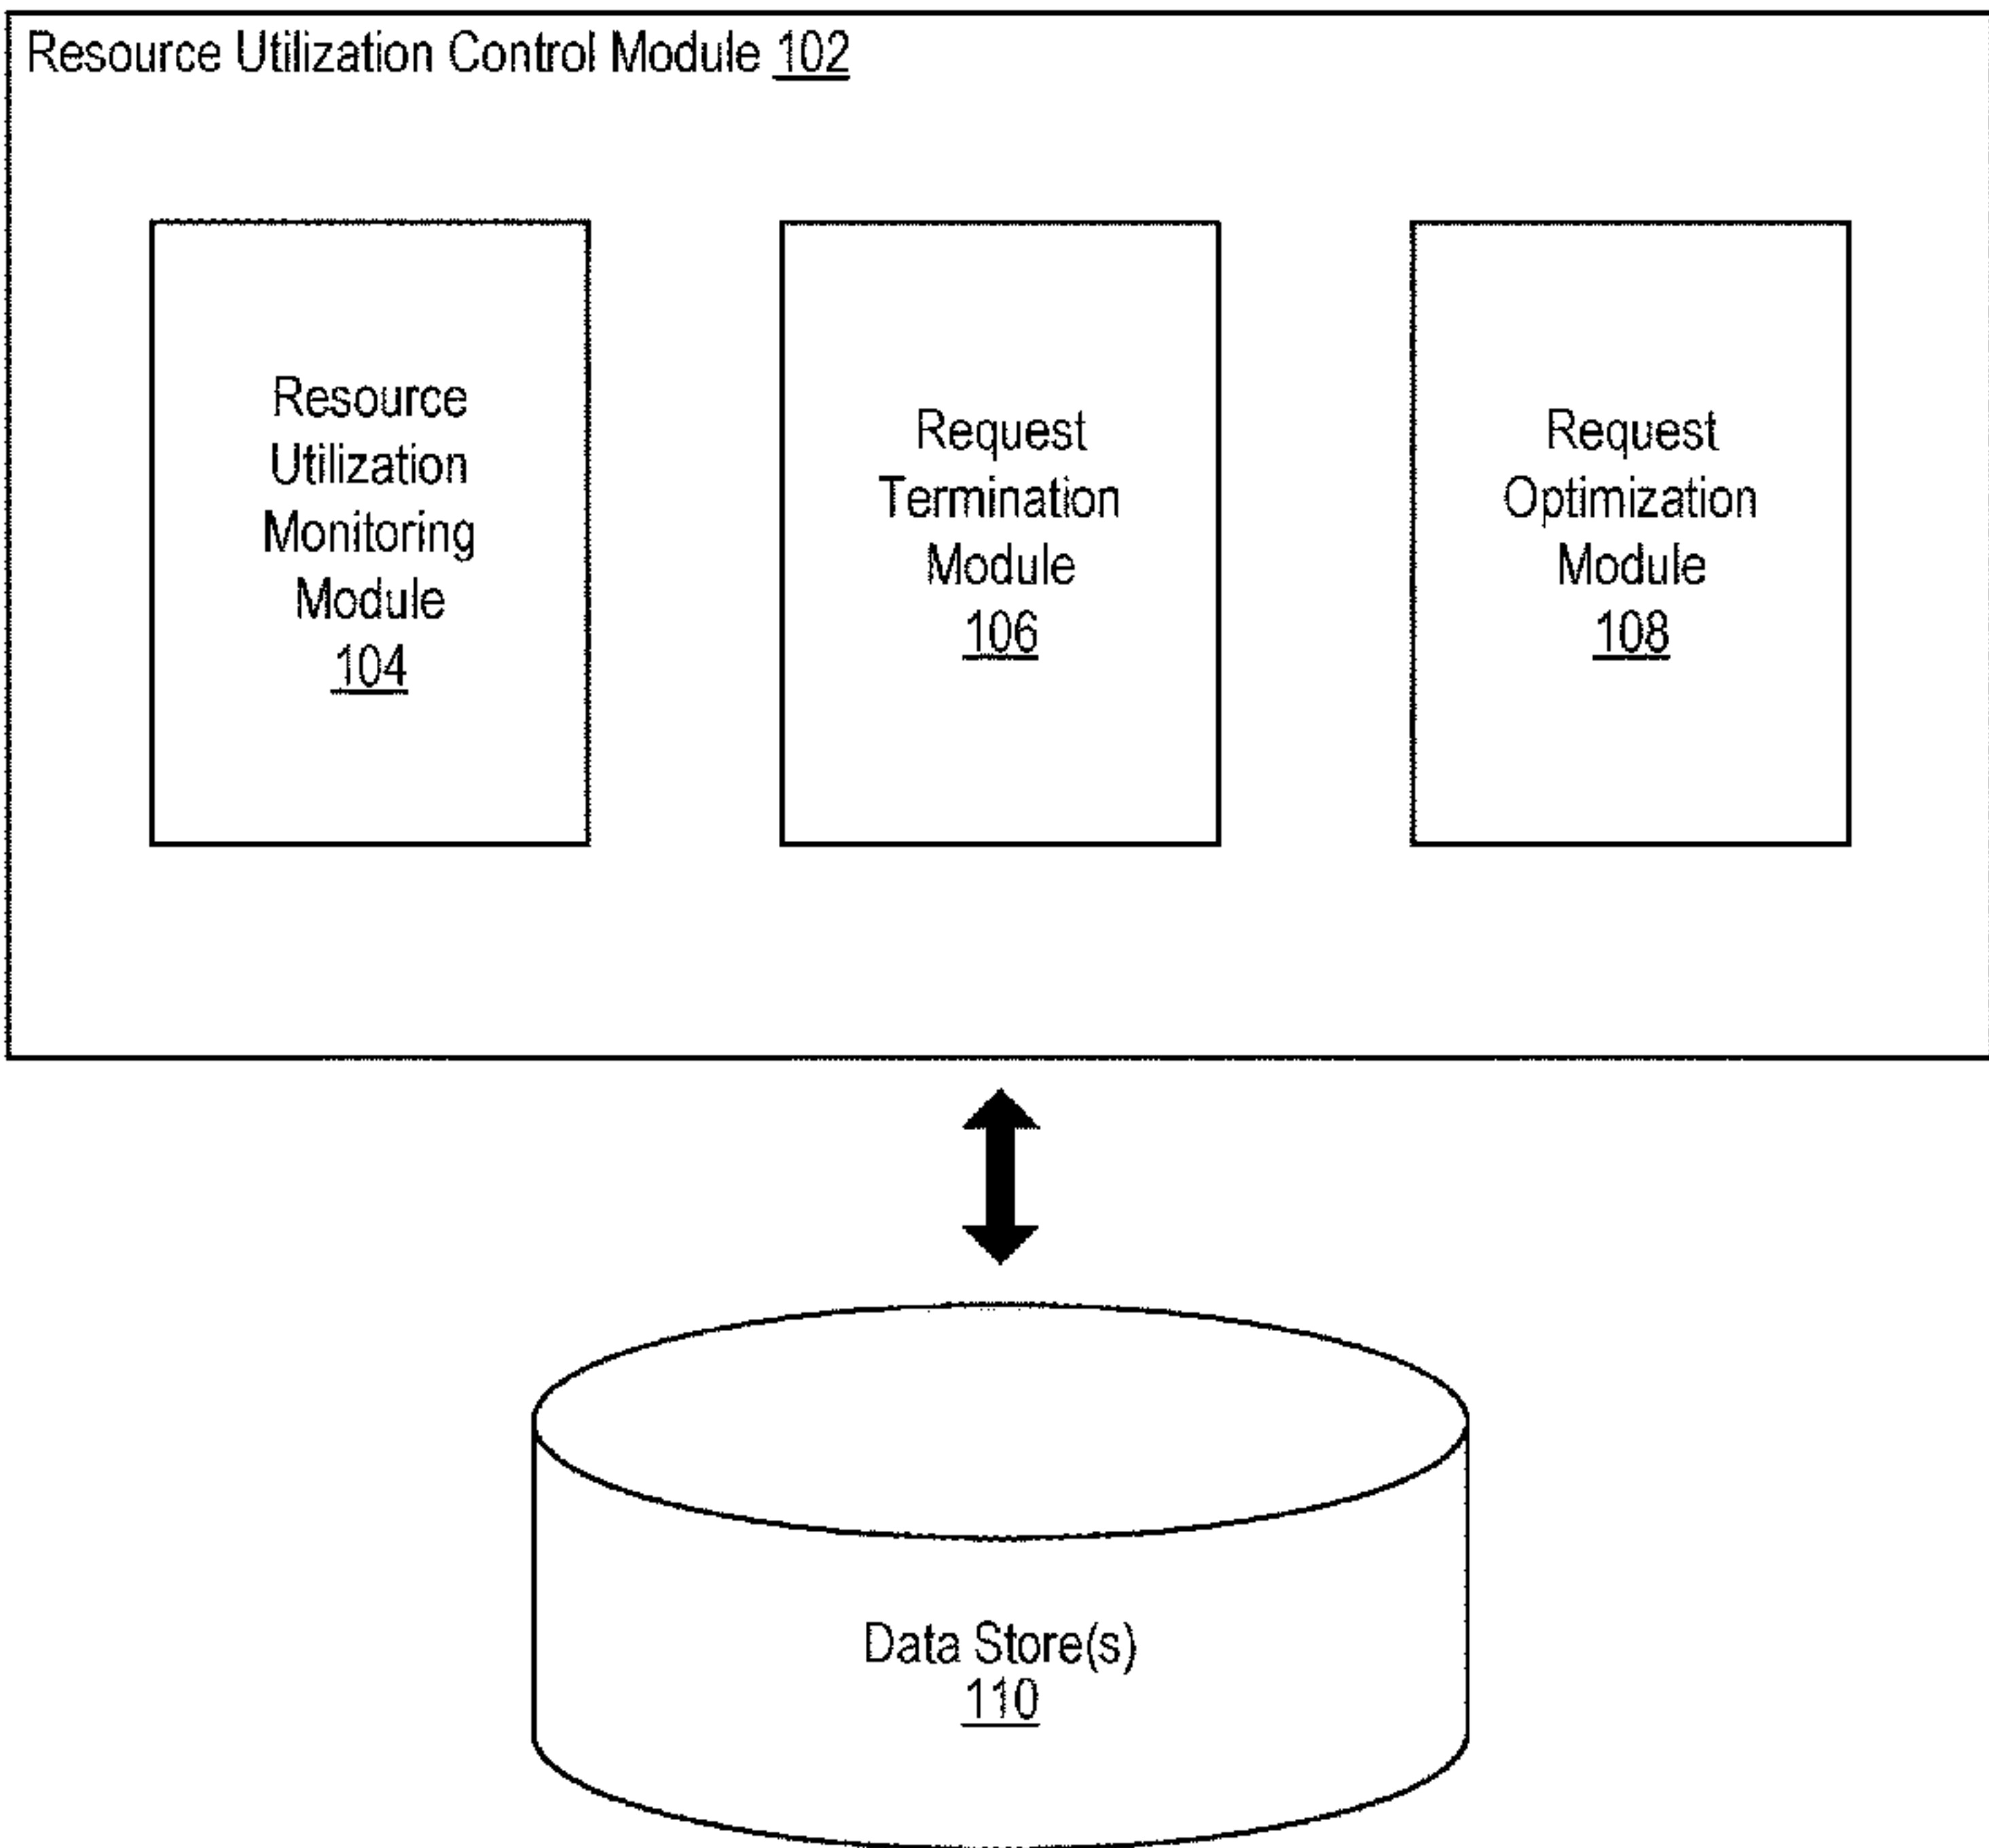 Resource Utilization Control Module 102
Resource
Utilization
Monitoring
Module
104
Request
Termination
Module
106
Request
Optimization
Module
108
Data Store(s)
110